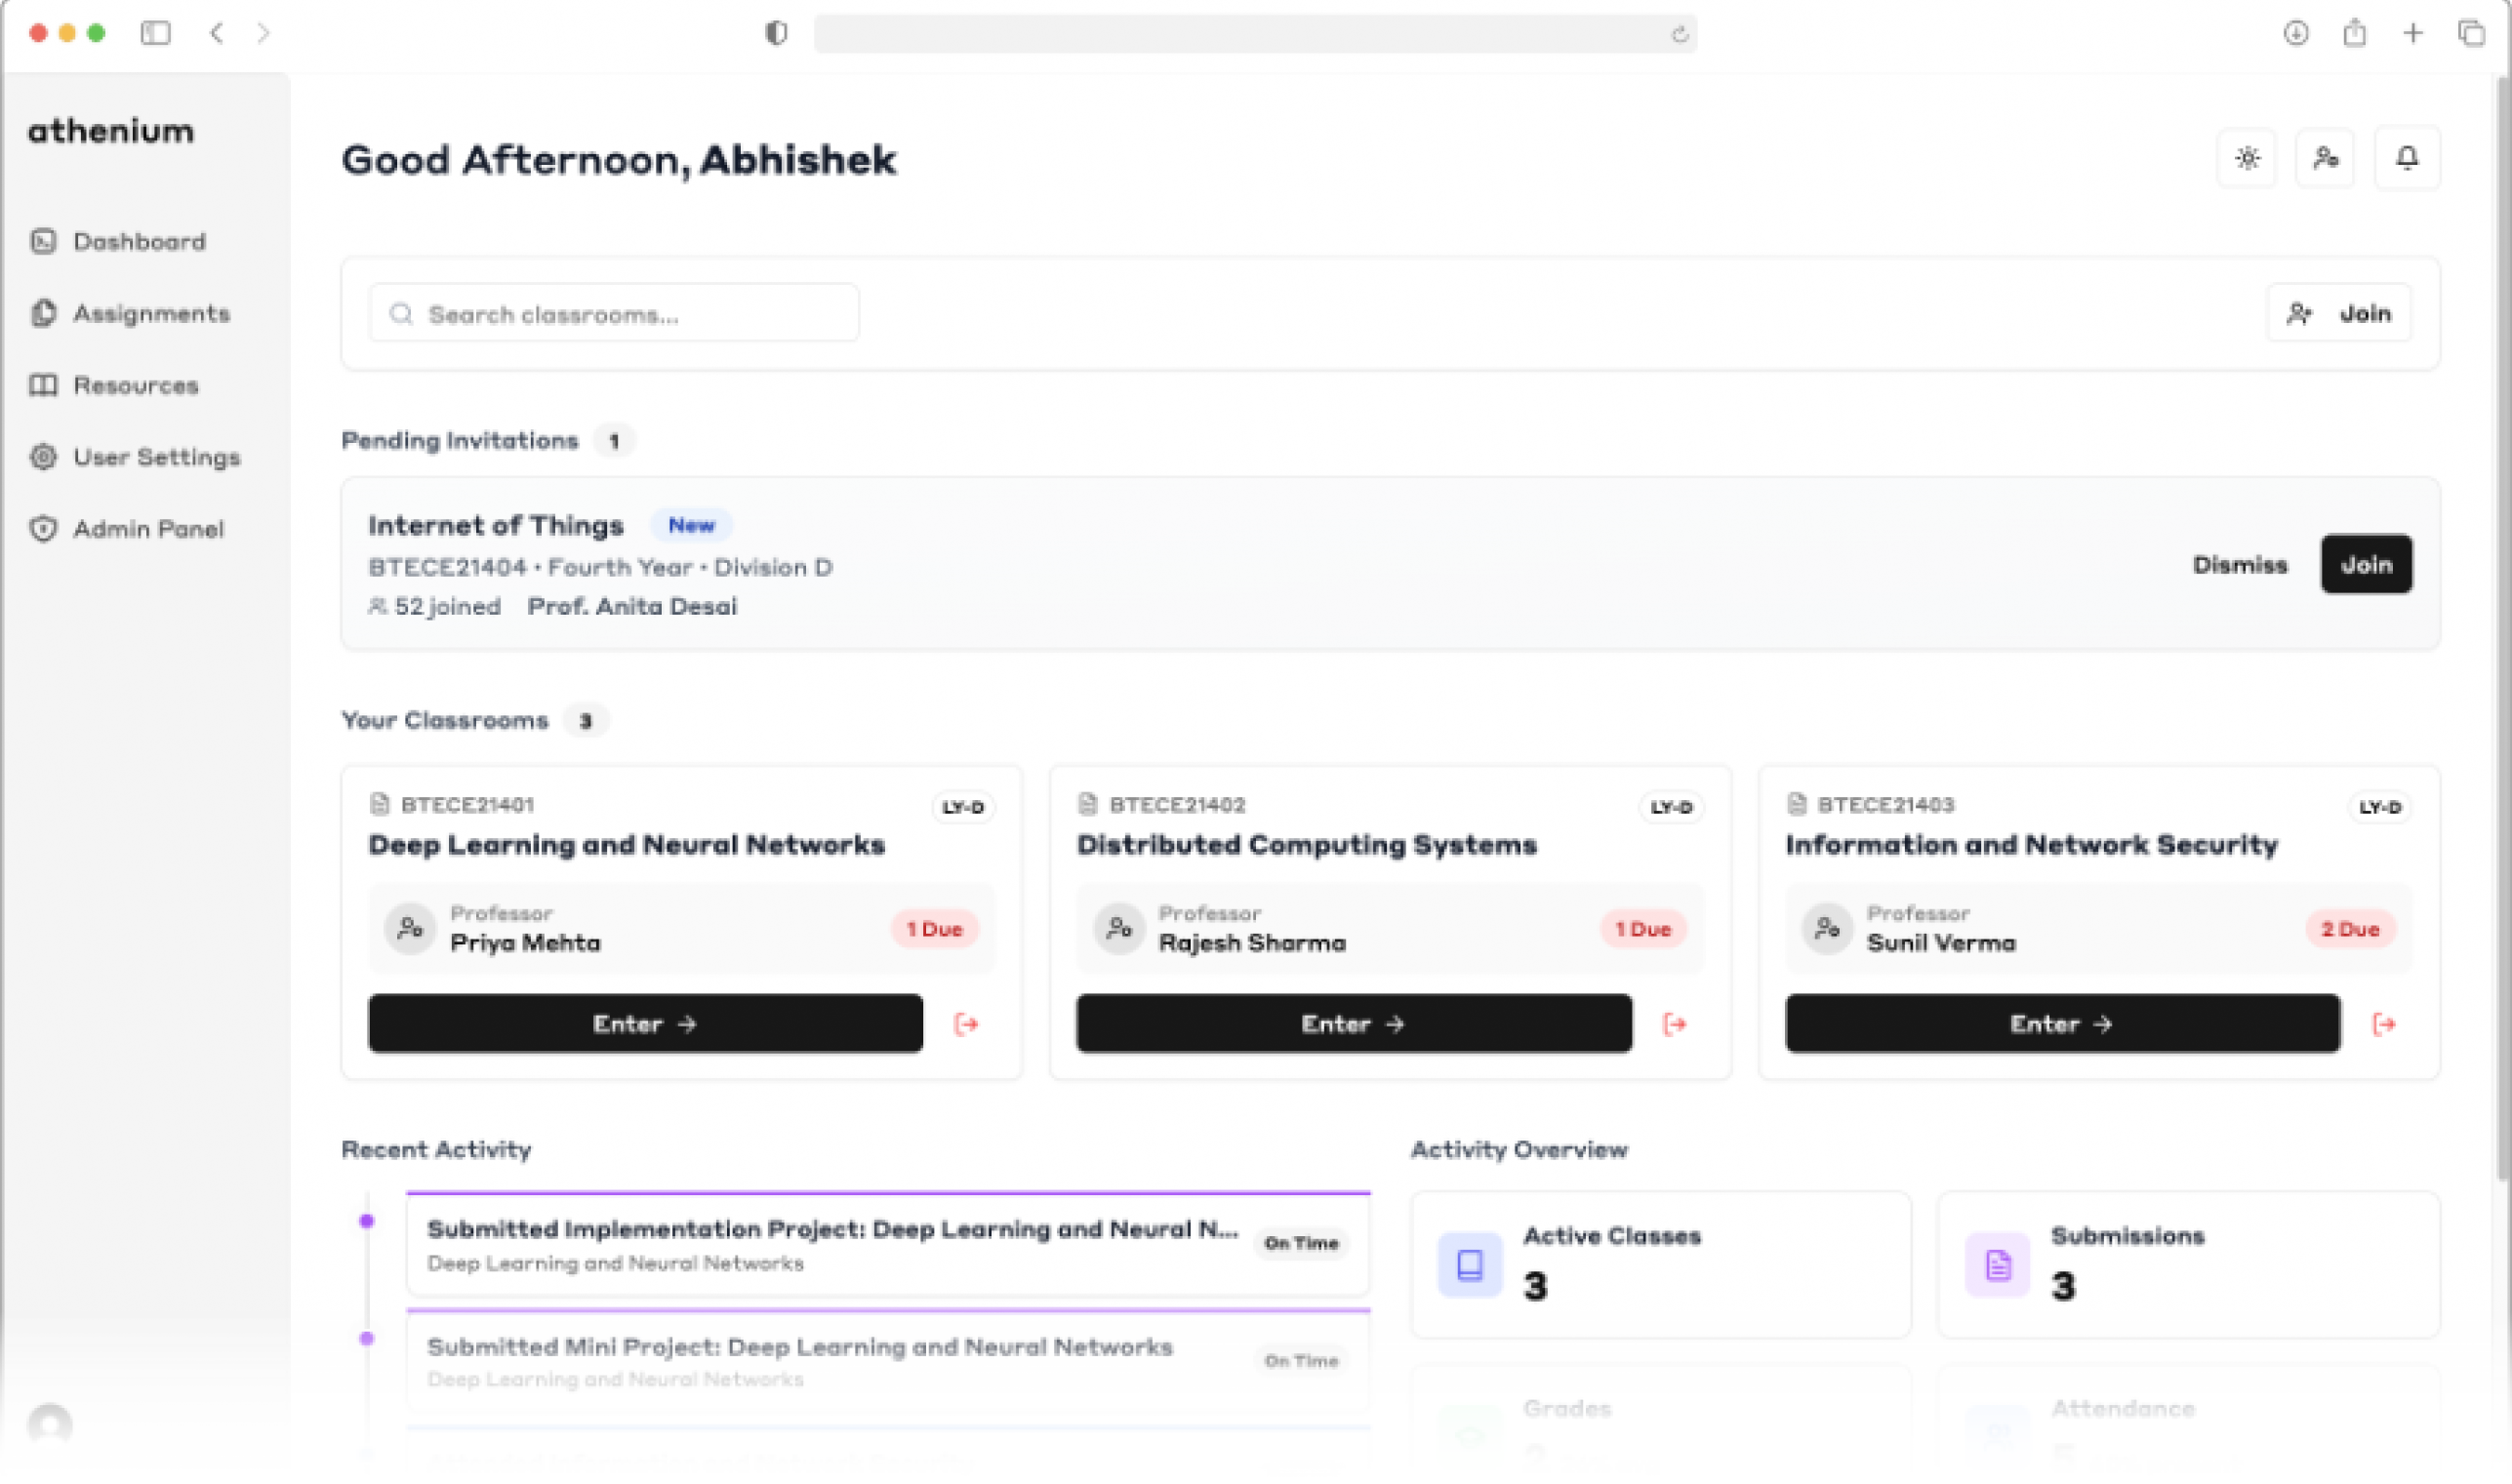 athenium
Dashboard
Assignments
Resources
User Settings
Admin Panel
Good Afternoon, Abhishek
Search classrooms...
Join
Pending Invitations 1
Internet of Things New
BTECE21404 • Fourth Year • Division D
52 joined Prof. Anita Desai
Dismiss Join
Your Classrooms 3
BTECE21401 LY-D
Deep Learning and Neural Networks
Professor
Priya Mehta
1 Due
Enter →
BTECE21402 LY-D
Distributed Computing Systems
Professor
Rajesh Sharma
1 Due
Enter →
BTECE21403 LY-D
Information and Network Security
Professor
Sunil Verma
2 Due
Enter →
Recent Activity
Submitted Implementation Project: Deep Learning and Neural N...
Deep Learning and Neural Networks
On Time
Submitted Mini Project: Deep Learning and Neural Networks
Deep Learning and Neural Networks
On Time
Activity Overview
Active Classes
3
Submissions
3
Grades
Attendance